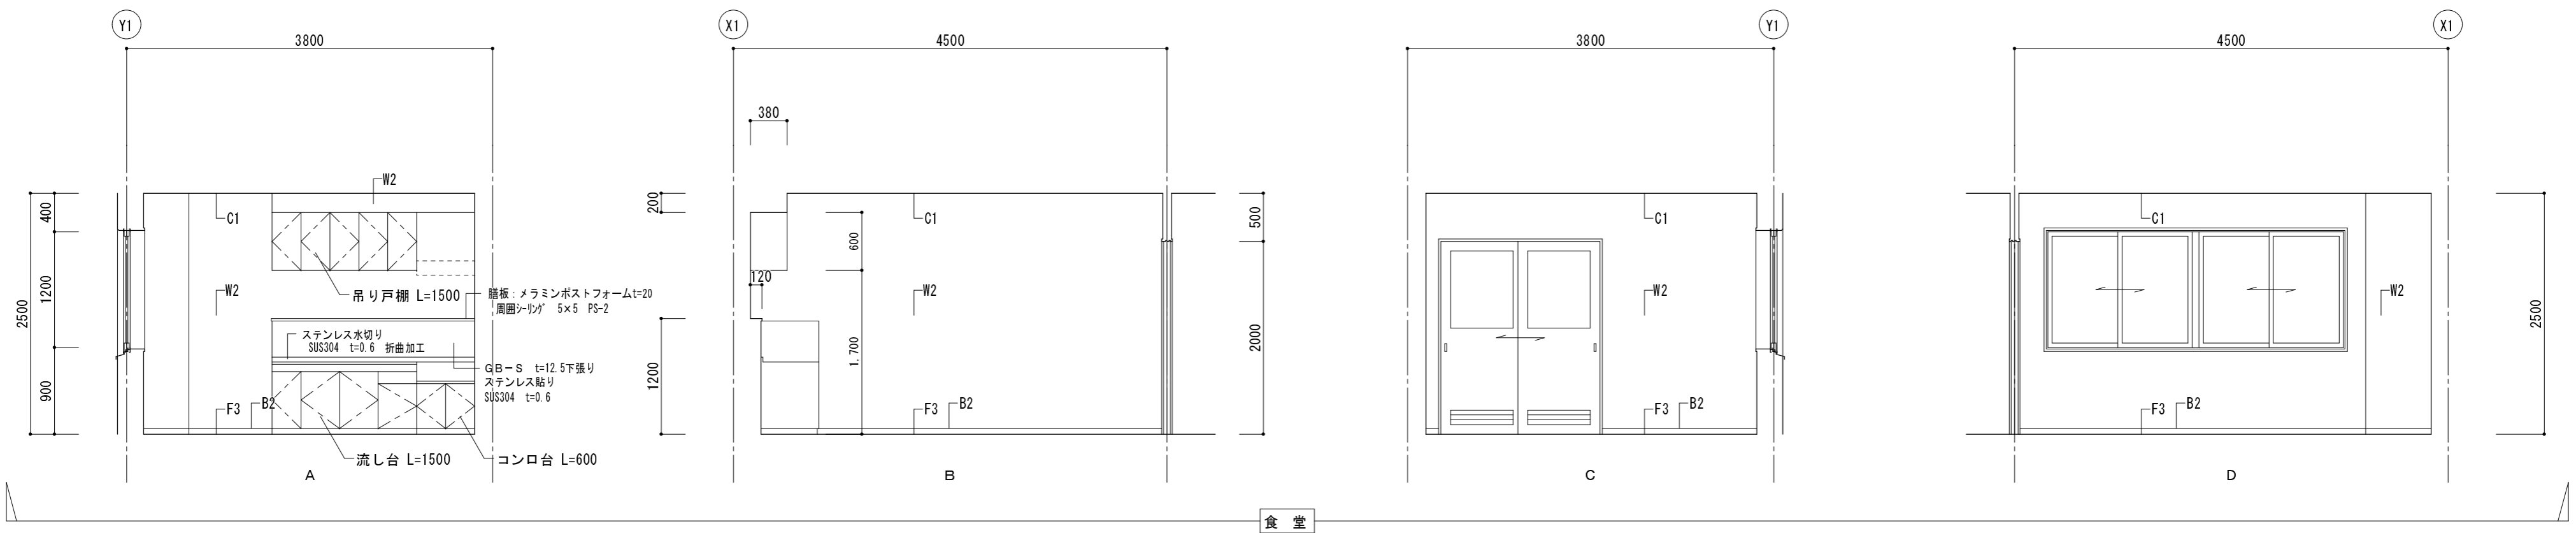 Y1
3800
2500
400
1200
900
W2
C1
W2
吊り戸棚 L=1500
膳板：メラミンポストフォームt=20
周囲シーリング 5×5 PS-2
ステンレス水切り
SUS304 t=0.6 折曲加工
GB-S t=12.5下張り
ステンレス貼り
SUS304 t=0.6
F3
B2
流し台 L=1500
コンロ台 L=600
A
X1
4500
380
200
C1
600
120
W2
1.700
1200
500
2000
F3
B2
B
3800
Y1
C1
W2
F3
B2
C
4500
X1
C1
W2
F3
B2
2500
D
食 堂